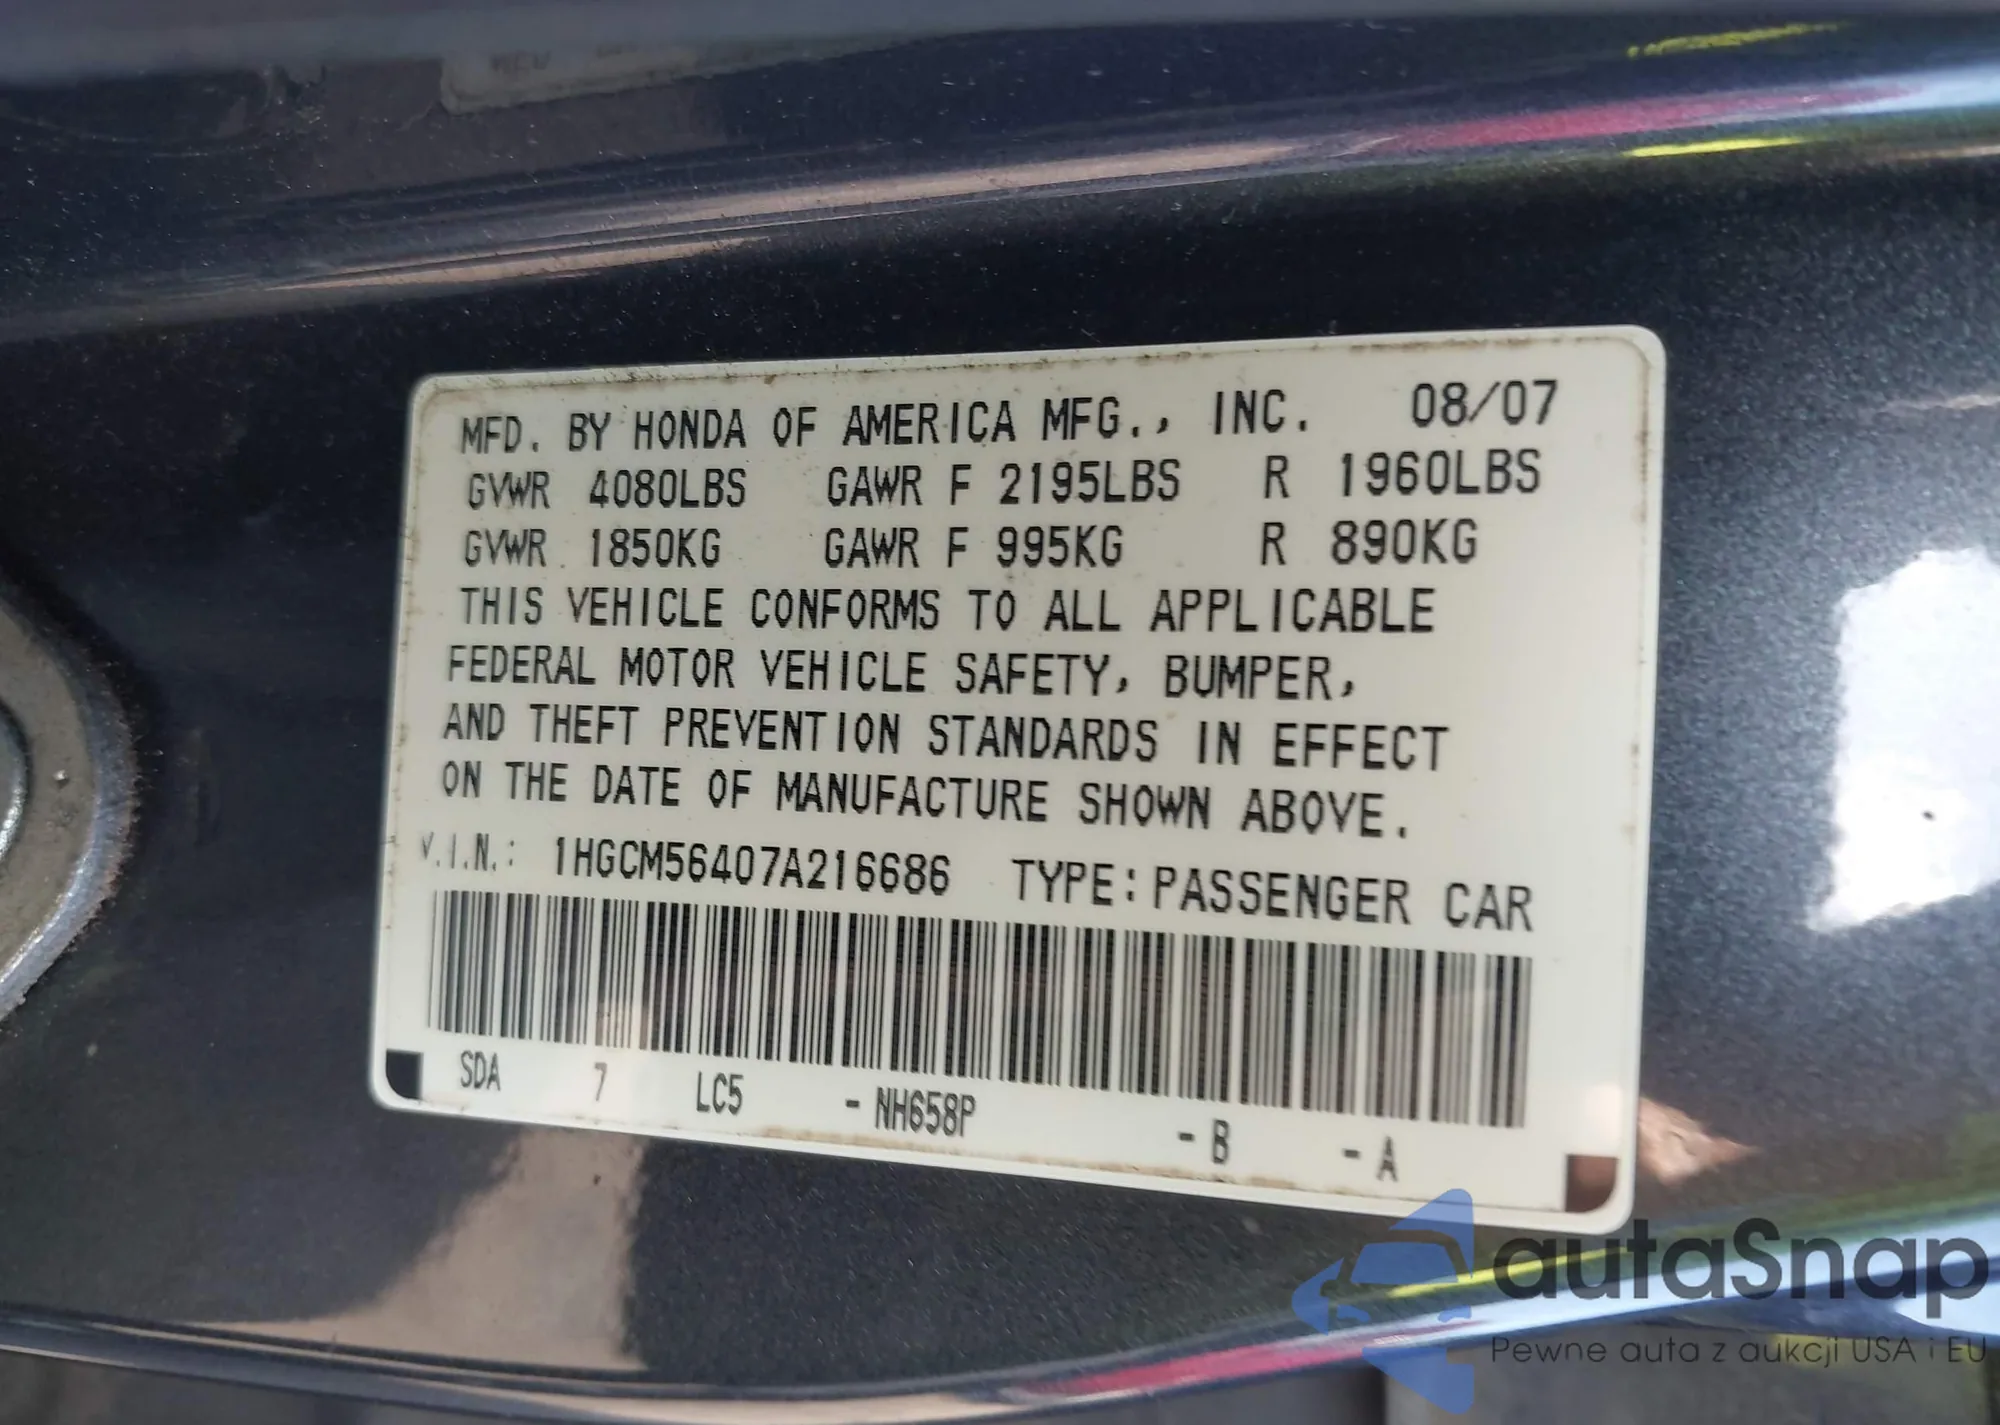 MFD. BY HONDA OF AMERICA MFG., INC. 08/07
GVWR 4080LBS GAWR F 2195LBS R 1960LBS
GVWR 1850KG GAWR F 995KG R 890KG
THIS VEHICLE CONFORMS TO ALL APPLICABLE
FEDERAL MOTOR VEHICLE SAFETY, BUMPER,
AND THEFT PREVENTION STANDARDS IN EFFECT
ON THE DATE OF MANUFACTURE SHOWN ABOVE.
V.I.N.: 1HGCM56407A216686 TYPE: PASSENGER CAR
SDA 7 LC5 - NH658P - B - A
autaSnap
Pewne auta z aukcji USA i EU